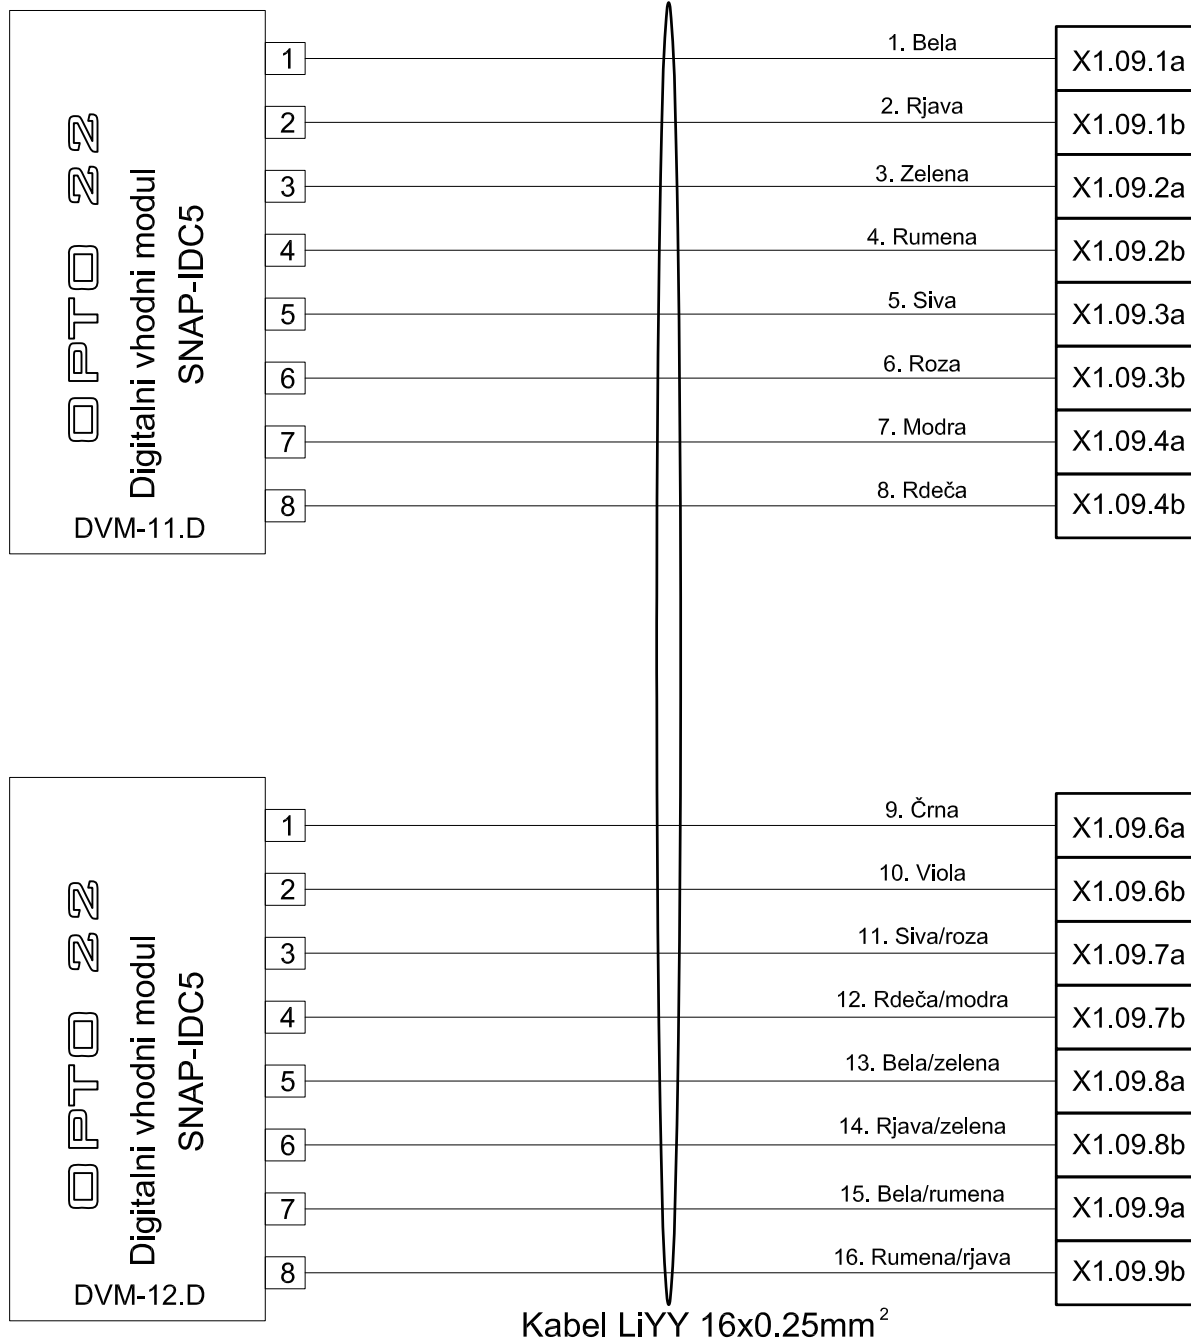 OPTO 22
Digitalni vhodni modul
SNAP-IDC5
DVM-11.D
1 1. Bela X1.09.1a
2 2. Rjava X1.09.1b
3 3. Zelena X1.09.2a
4 4. Rumena X1.09.2b
5 5. Siva X1.09.3a
6 6. Roza X1.09.3b
7 7. Modra X1.09.4a
8 8. Rdeča X1.09.4b
OPTO 22
Digitalni vhodni modul
SNAP-IDC5
DVM-12.D
1 9. Črna X1.09.6a
2 10. Viola X1.09.6b
3 11. Siva/roza X1.09.7a
4 12. Rdeča/modra X1.09.7b
5 13. Bela/zelena X1.09.8a
6 14. Rjava/zelena X1.09.8b
7 15. Bela/rumena X1.09.9a
8 16. Rumena/rjava X1.09.9b
Kabel LiYY 16x0.25mm²